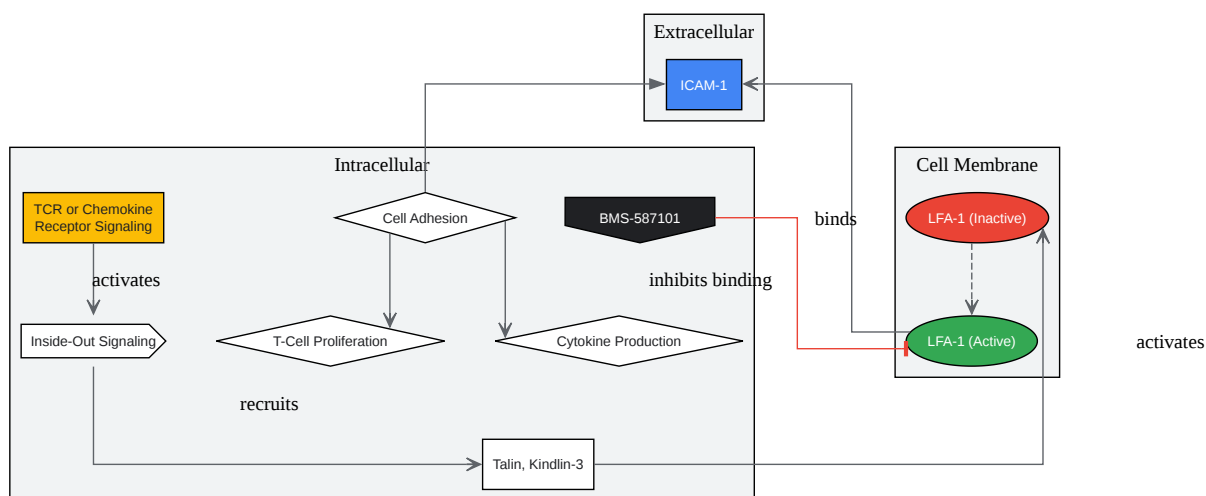 Extracellular
ICAM-1
Intracellular
Cell Membrane
TCR or Chemokine
Receptor Signaling
Cell Adhesion
BMS-587101
binds
LFA-1 (Inactive)
activates
inhibits binding
Inside-Out Signaling
T-Cell Proliferation
Cytokine Production
LFA-1 (Active)
activates
recruits
Talin, Kindlin-3